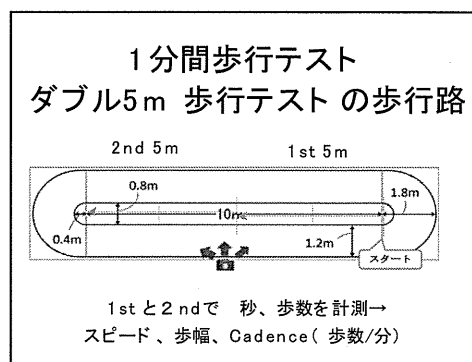 1分間歩行テスト
ダブル5m 歩行テスト の歩行路
2nd 5m
1st 5m
0.8m
10m
1.8m
0.4m
1.2m
スタート
1stと2ndで 秒、歩数を計測→
スピード、歩幅、Cadence( 歩数/分)